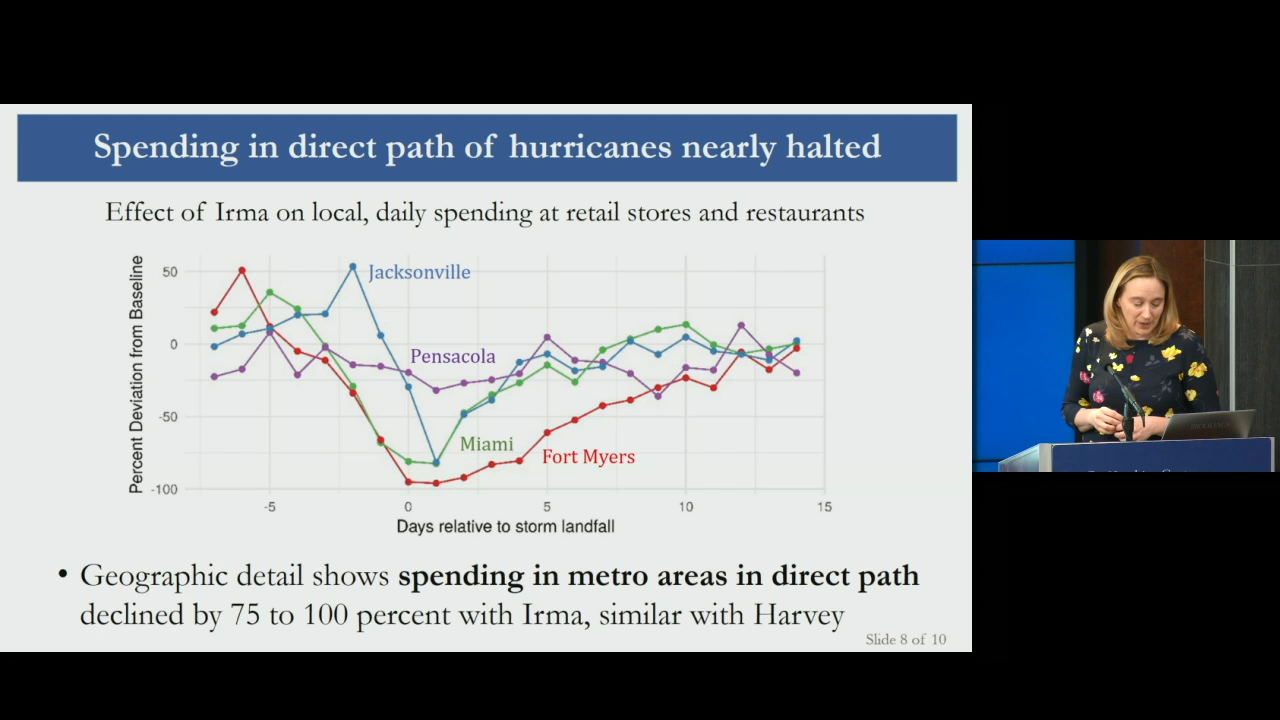 Spending in direct path of hurricanes nearly halted
Effect of Irma on local, daily spending at retail stores and restaurants
Percent Deviation from Baseline
50
0
-50
-100
Jacksonville
Pensacola
Miami
Fort Myers
-5
0
5
10
15
Days relative to storm landfall
• Geographic detail shows spending in metro areas in direct path
declined by 75 to 100 percent with Irma, similar with Harvey
Slide 8 of 10